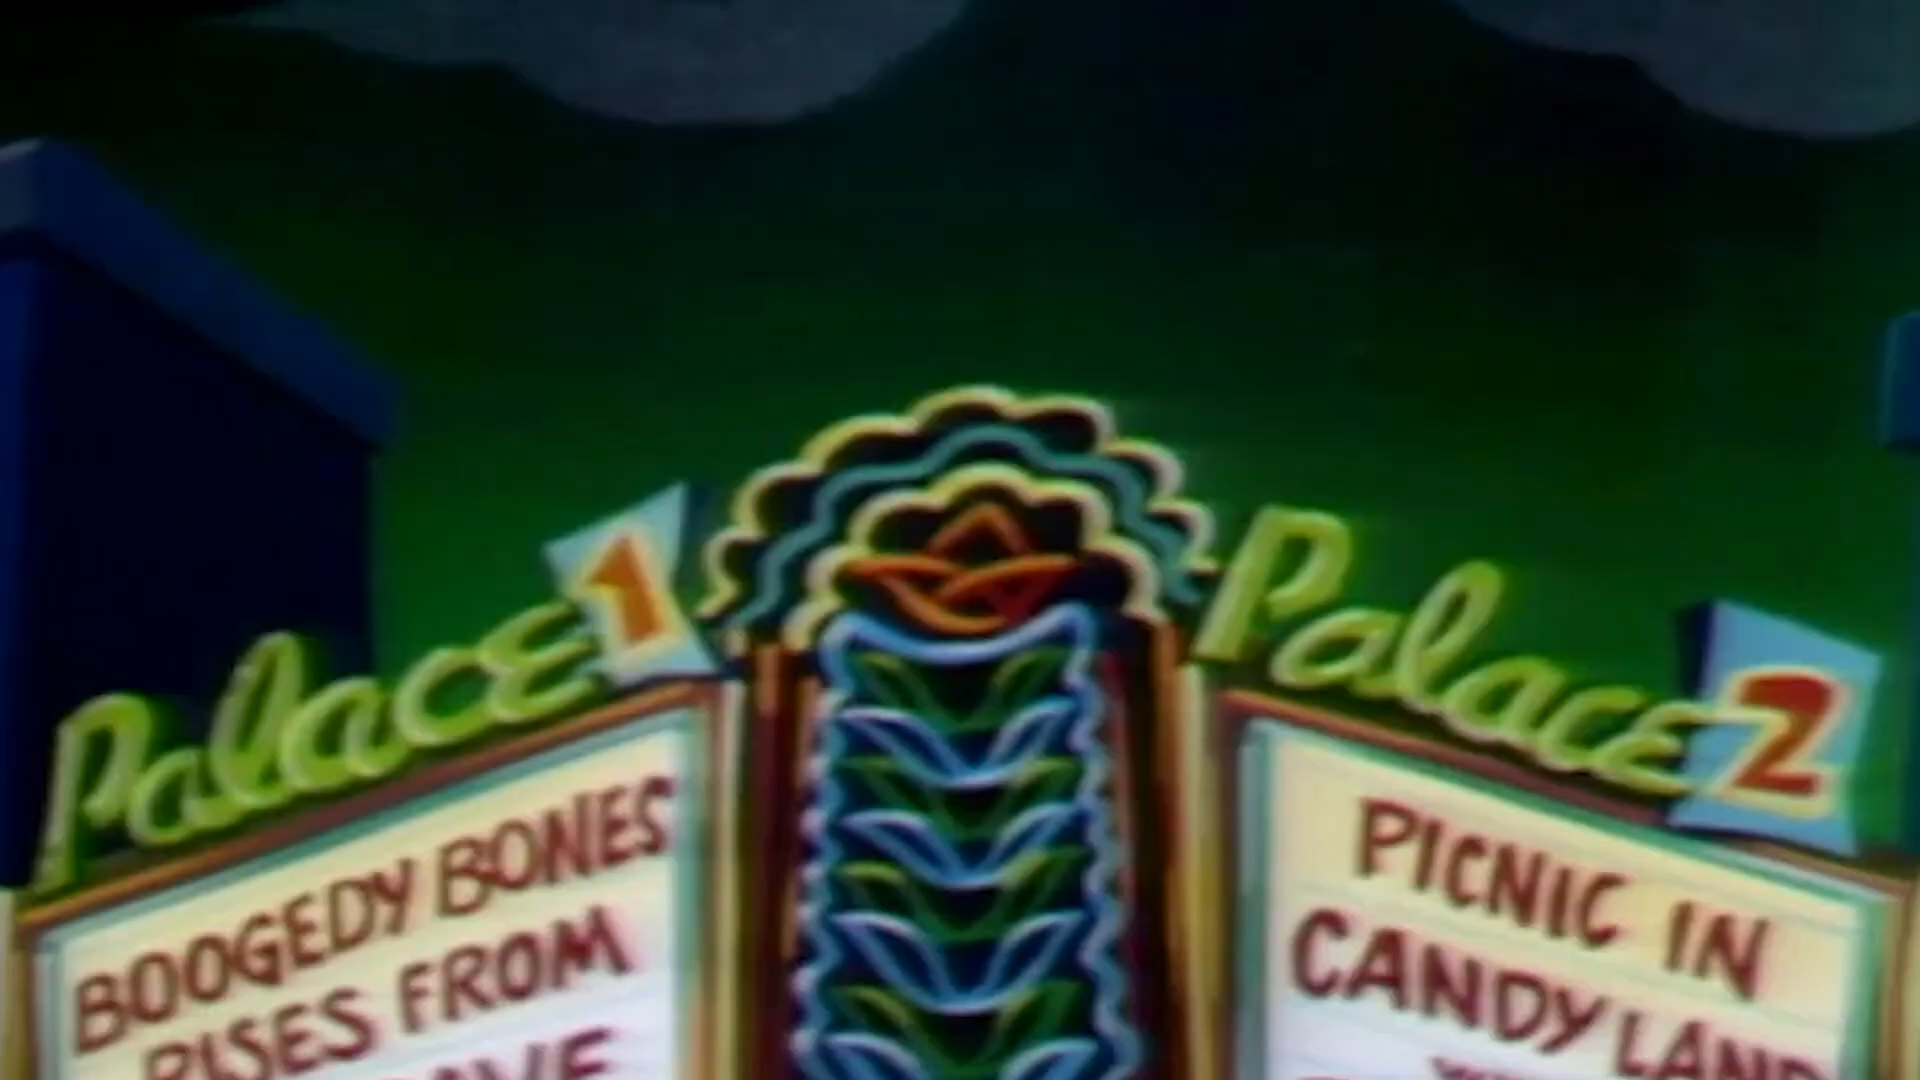 Palace 1
BOOGEDY BONES
RISES FROM
Palace 2
PICNIC IN
CANDY LAND